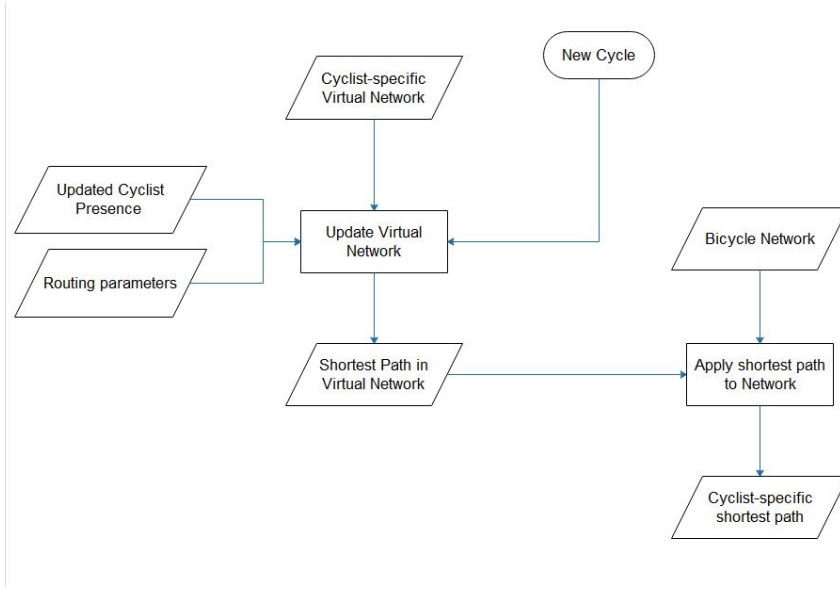 New Cycle
Cyclist-specific
Virtual Network
Updated Cyclist
Presence
Update Virtual
Network
Bicycle Network
Routing parameters
Shortest Path in
Virtual Network
Apply shortest path
to Network
Cyclist-specific
shortest path